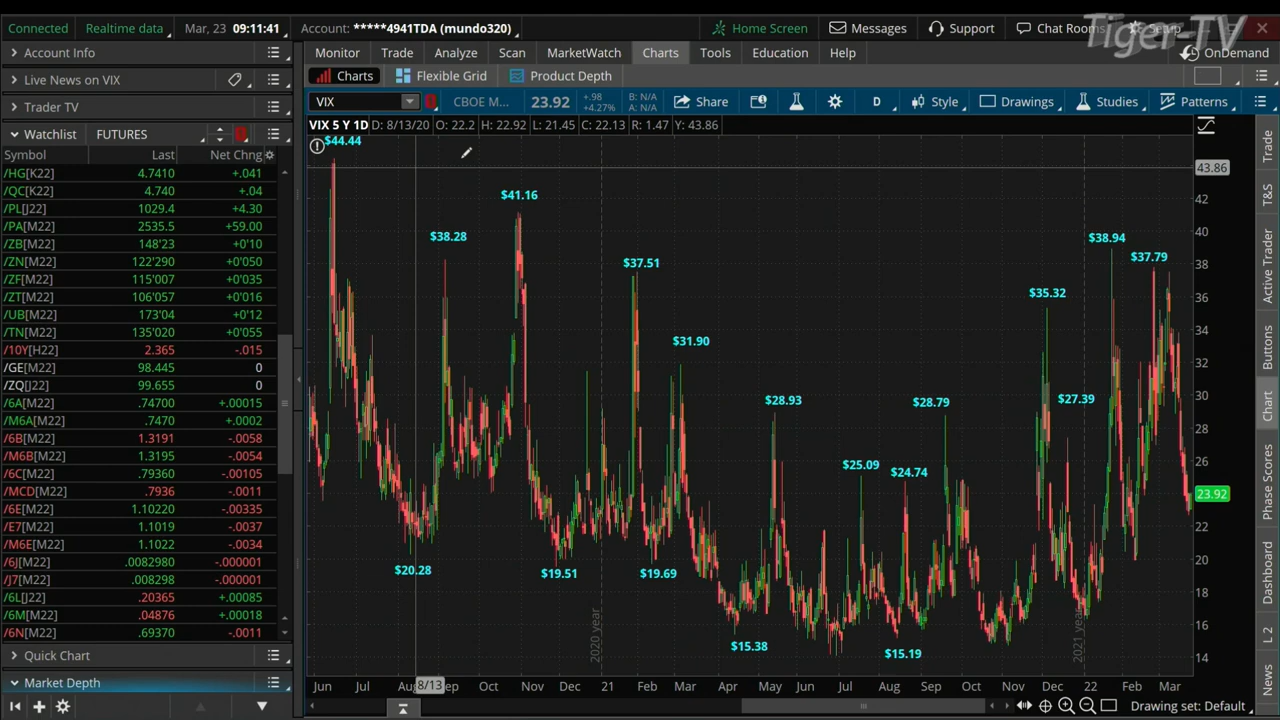 Connected Realtime data Mar, 23 09:11:41 Account: *****4941TDA (mundo320) Home Screen Messages Support Chat Rooms Setup
Tiger-TV
Account Info Monitor Trade Analyze Scan MarketWatch Charts Tools Education Help OnDemand
Live News on VIX Charts Flexible Grid Product Depth
Trader TV VIX CBOE M... 23.92 +.98 +4.27% B: N/A A: N/A Share D Style Drawings Studies Patterns
Watchlist FUTURES VIX 5 Y 1D D: 8/13/20 O: 22.2 H: 22.92 L: 21.45 C: 22.13 R: 1.47 Y: 43.86
Symbol Last Net Chng
/HG[K22] 4.7410 +.041
/QC[K22] 4.740 +.04
/PL[J22] 1029.4 +4.30
/PA[M22] 2535.5 +59.00
/ZB[M22] 148'23 +0'10
/ZN[M22] 122'290 +0'050
/ZF[M22] 115'007 +0'035
/ZT[M22] 106'057 +0'016
/UB[M22] 173'04 +0'12
/TN[M22] 135'020 +0'055
/10Y[H22] 2.365 -.015
/GE[M22] 98.445 0
/ZQ[J22] 99.655 0
/6A[M22] .74700 +.00015
/M6A[M22] .7470 +.0002
/6B[M22] 1.3191 -.0058
/M6B[M22] 1.3195 -.0054
/6C[M22] .79360 -.00105
/MCD[M22] .7936 -.0011
/6E[M22] 1.10220 -.00335
/E7[M22] 1.1019 -.0037
/M6E[M22] 1.1022 -.0034
/6J[M22] .0082980 -.000001
/J7[M22] .008298 -.000001
/6L[J22] .20365 +.00085
/6M[J22] .04876 +.00018
/6N[M22] .69370 -.0011
Quick Chart
Market Depth
$44.44
$41.16
$38.28
$38.94
$37.79
$37.51
$35.32
$31.90
$28.93
$28.79
$27.39
$25.09
$24.74
$20.28
$19.51
$19.69
$15.38
$15.19
2020 year
2021 year
43.86
42
40
38
36
34
32
30
28
26
23.92
22
20
18
16
14
Jun Jul Aug 8/13 Sep Oct Nov Dec 21 Feb Mar Apr May Jun Jul Aug Sep Oct Nov Dec 22 Feb Mar
Drawing set: Default
Trade
T&S
Active Trader
Buttons
Chart
Phase Scores
Dashboard
L 2
News